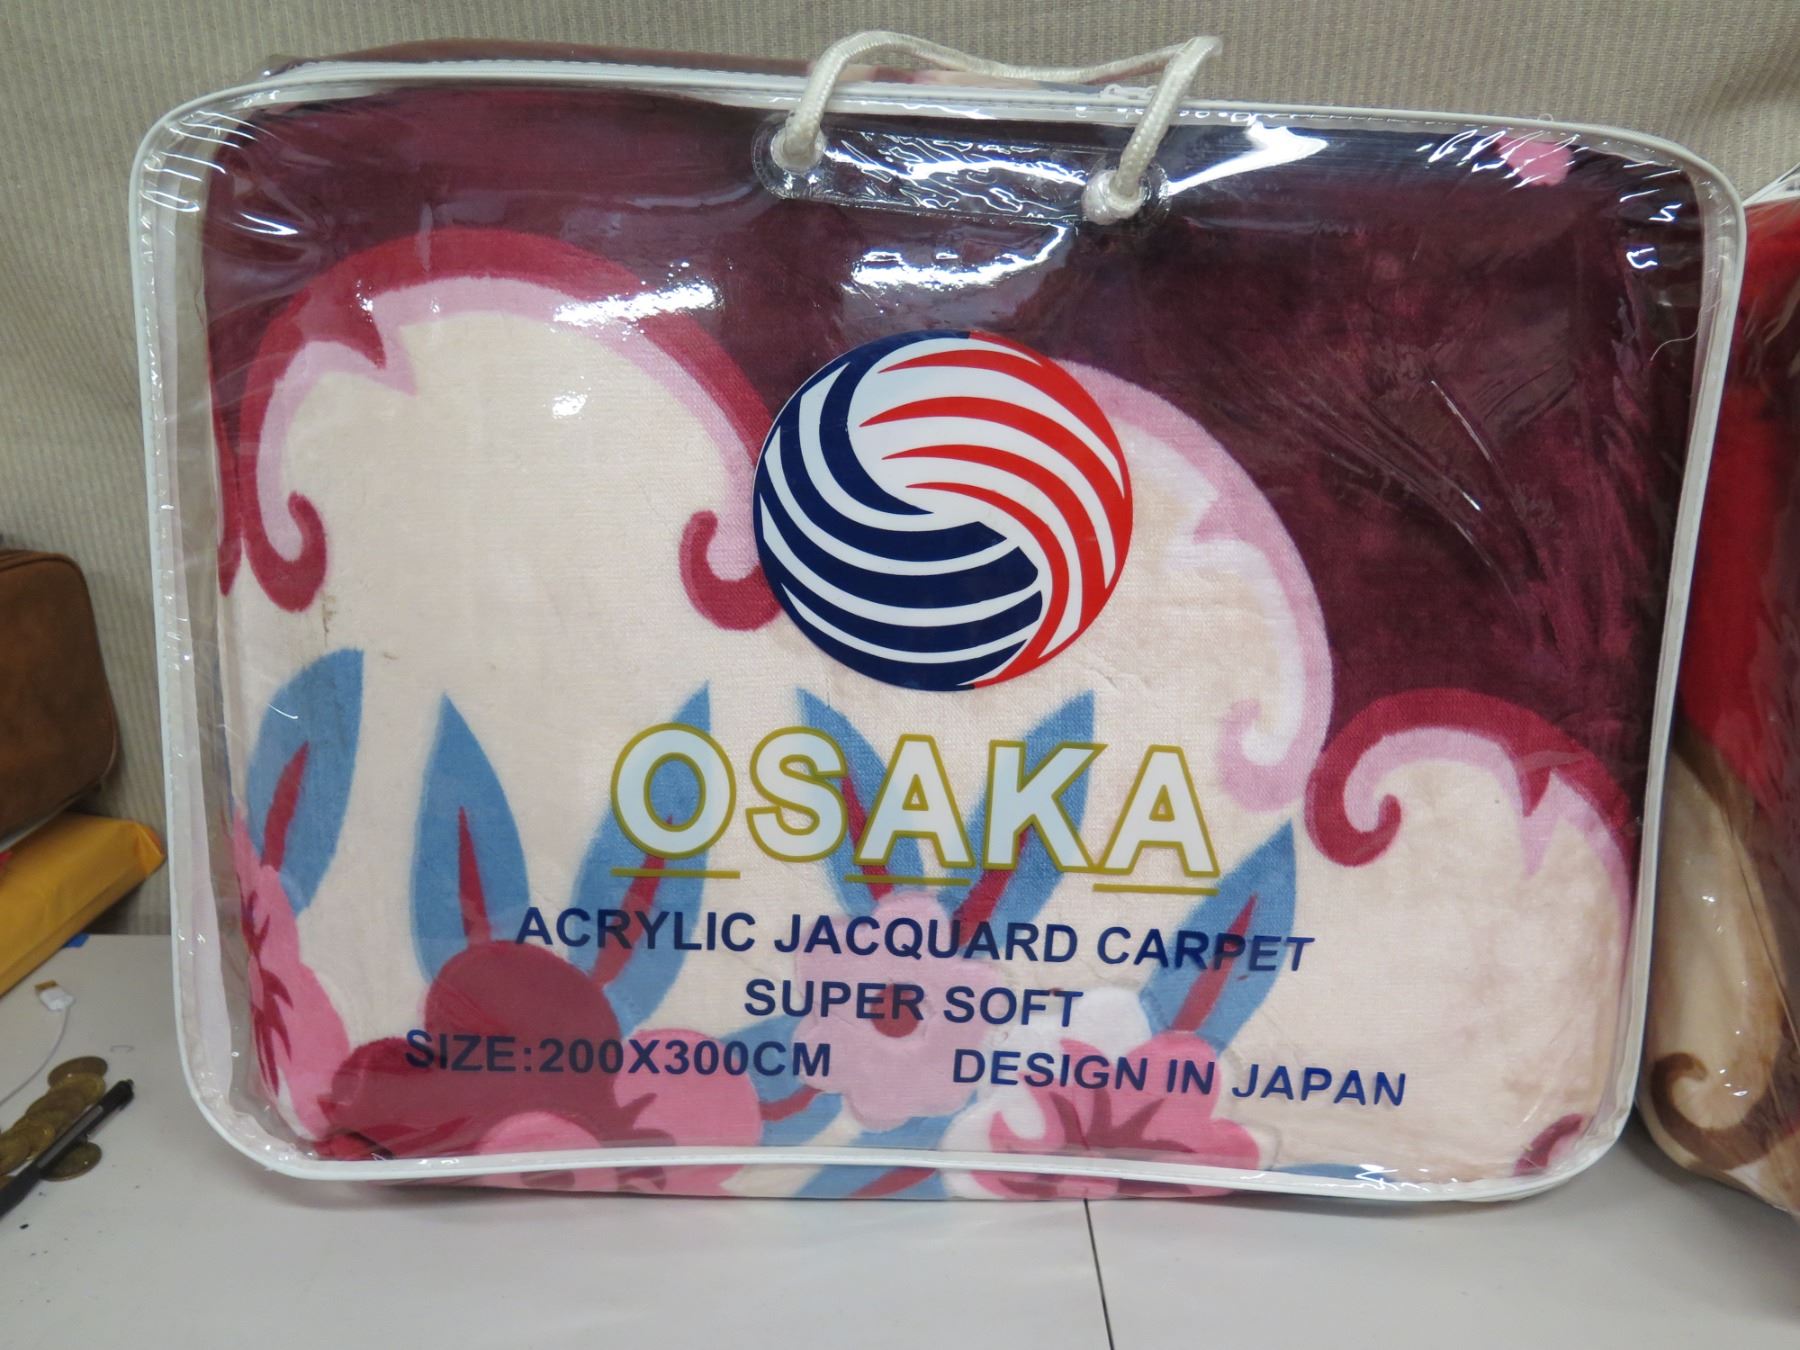 OSAKA
ACRYLIC JACQUARD CARPET
SUPER SOFT
SIZE:200X300CM DESIGN IN JAPAN